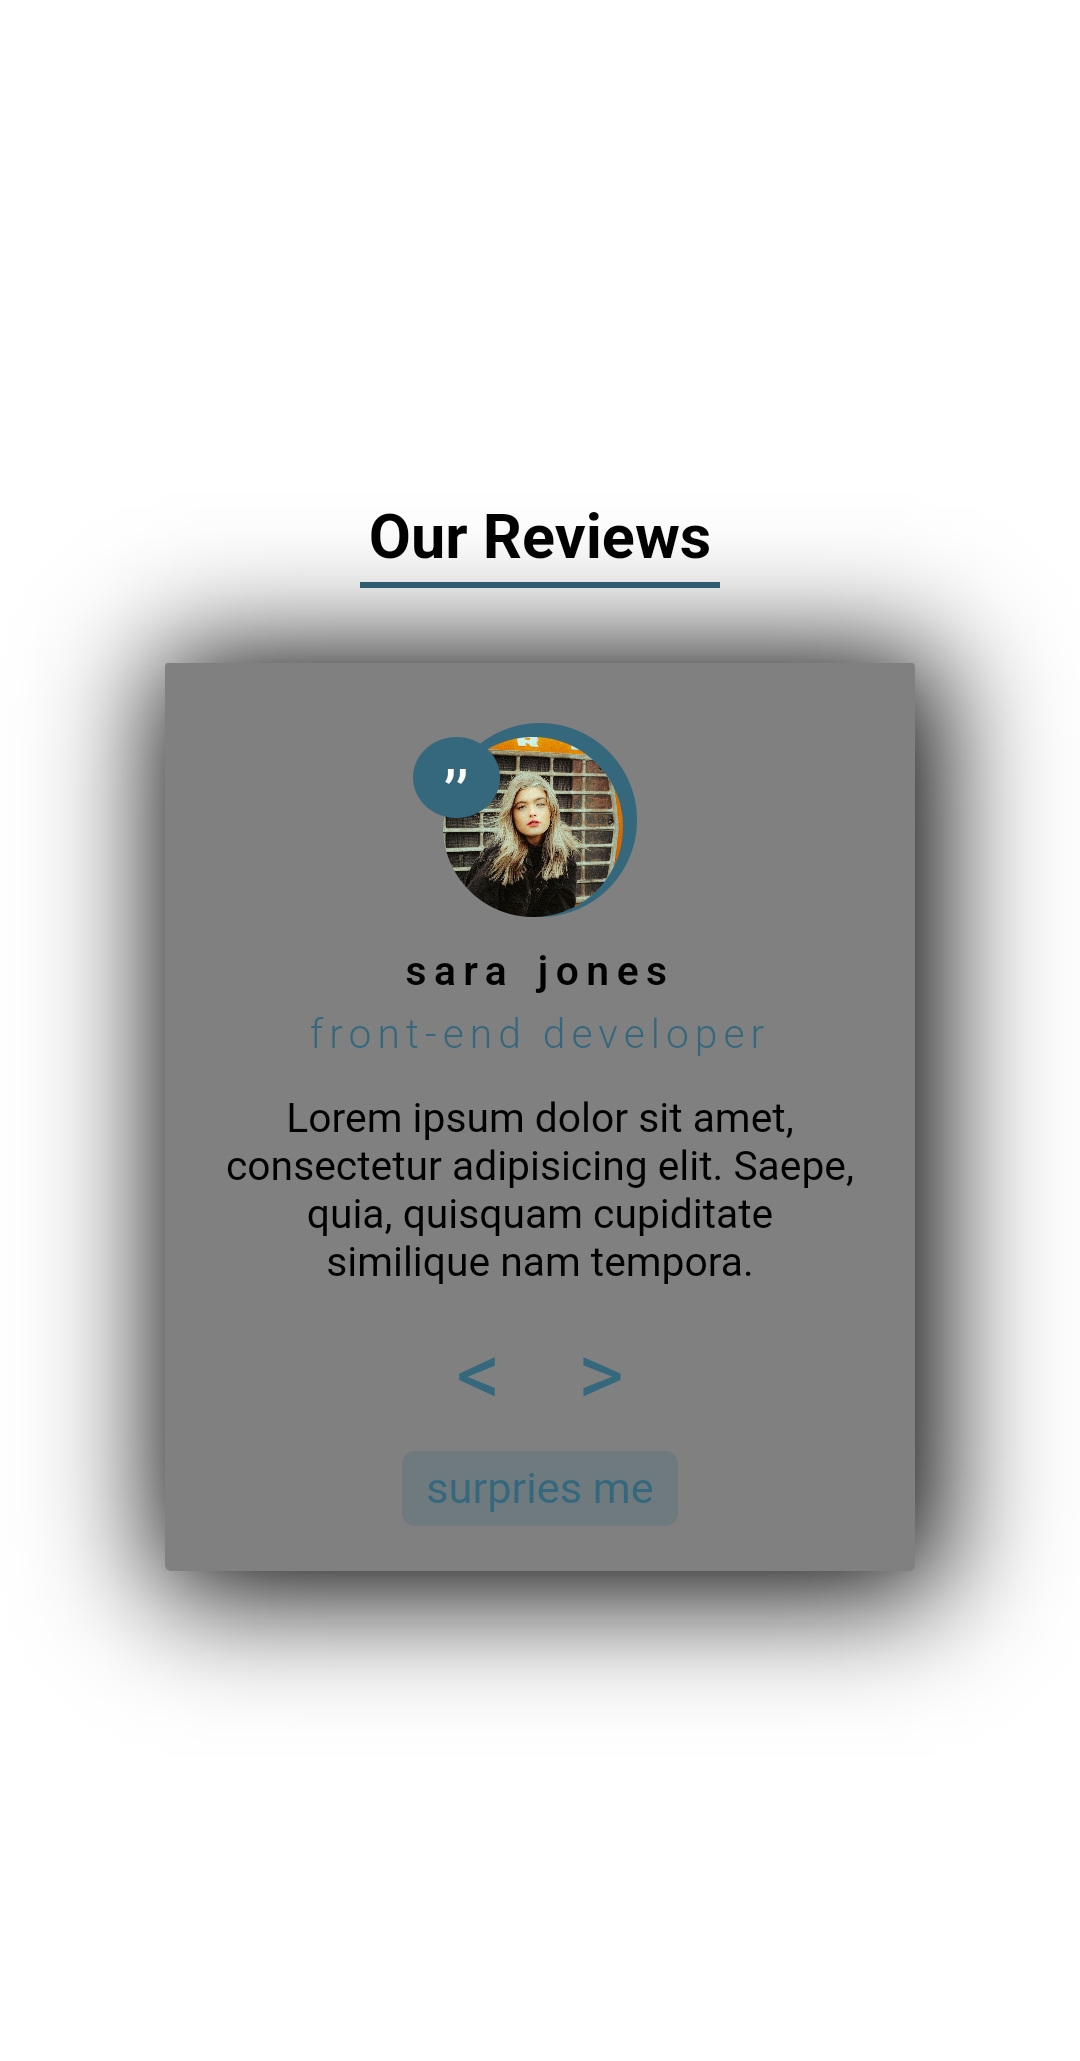 Our Reviews
”
sara jones
front-end developer
Lorem ipsum dolor sit amet,
consectetur adipisicing elit. Saepe,
quia, quisquam cupiditate
similique nam tempora.
< >
surpries me